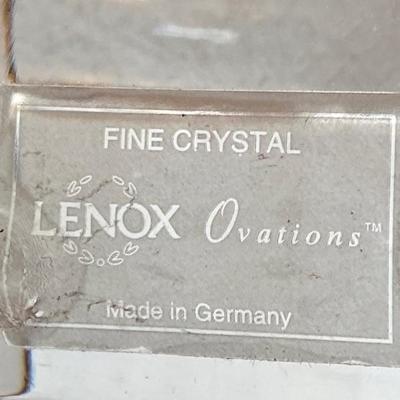 FINE CRYSTAL
LENOX Ovations™
Made in Germany